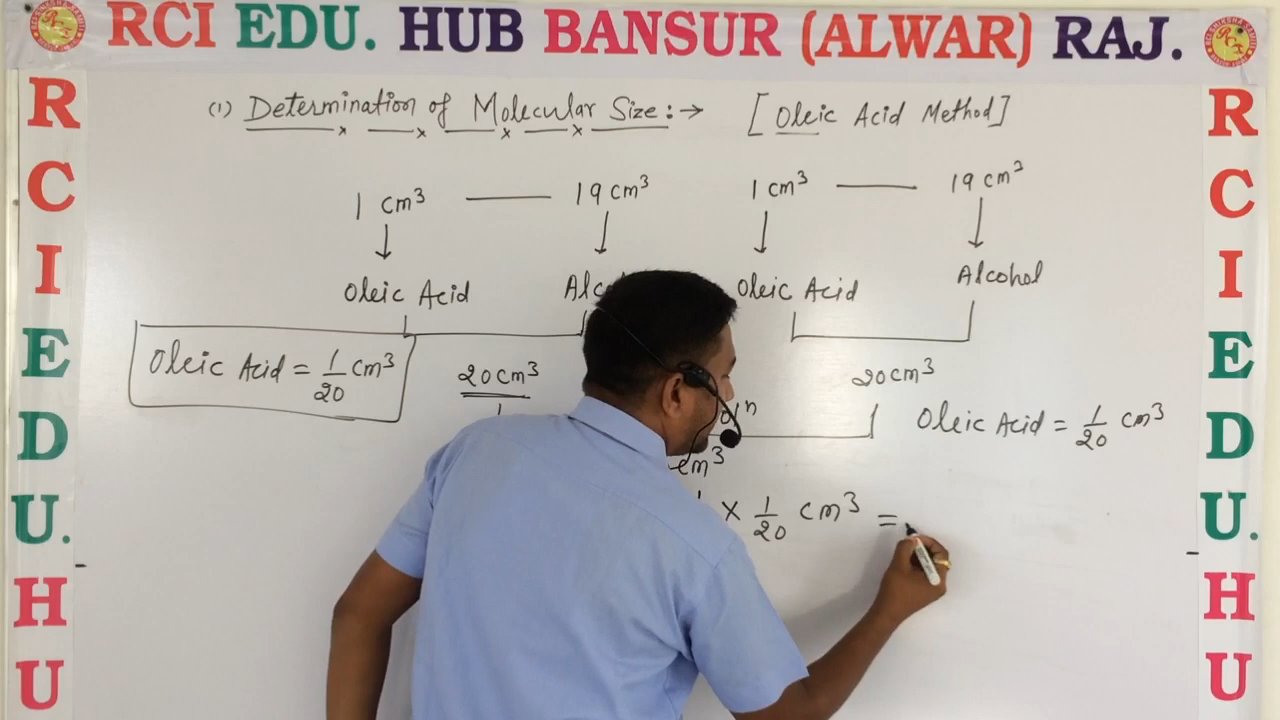 RCI EDU. HUB BANSUR (ALWAR) RAJ.
R
C
I
E
D
U.
H
U
(1) Determination of Molecular Size :→ [Oleic Acid Method]
1 cm³ — 19 cm³
↓ ↓
Oleic Acid Alc
Oleic Acid = 1/20 cm³
20 cm³
1 cm³ — 19 cm³
↓ ↓
Oleic Acid Alcohol
20 cm³
Oleic Acid = 1/20 cm³
cm³
× 1/20 cm³ =
R
C
I
E
D
U.
H
U